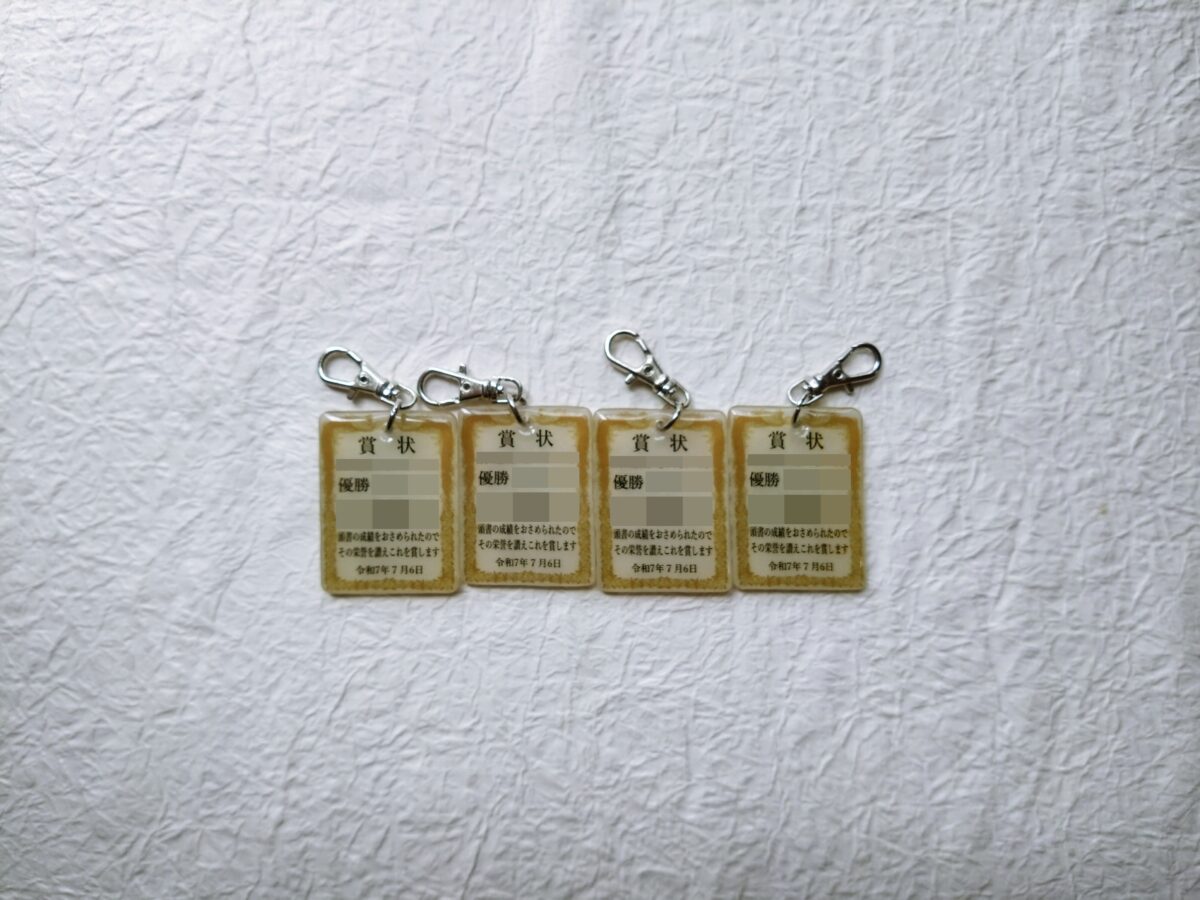 賞 状
優勝
頭書の成績をおさめられたので
その栄誉を讃えこれを賞します
令和7年7月6日
賞 状
優勝
頭書の成績をおさめられたので
その栄誉を讃えこれを賞します
令和7年7月6日
賞 状
優勝
頭書の成績をおさめられたので
その栄誉を讃えこれを賞します
令和7年7月6日
賞 状
優勝
頭書の成績をおさめられたので
その栄誉を讃えこれを賞します
令和7年7月6日